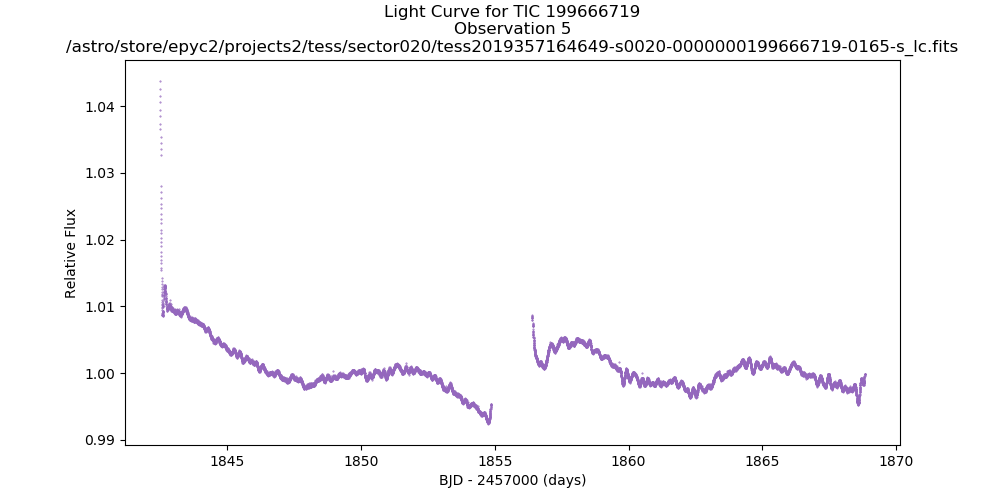 Light Curve for TIC 199666719
Observation 5
/astro/store/epyc2/projects2/tess/sector020/tess2019357164649-s0020-0000000199666719-0165-s_lc.fits
1.04
1.03
1.02
1.01
1.00
0.99
Relative Flux
1845
1850
1855
1860
1865
1870
BJD - 2457000 (days)